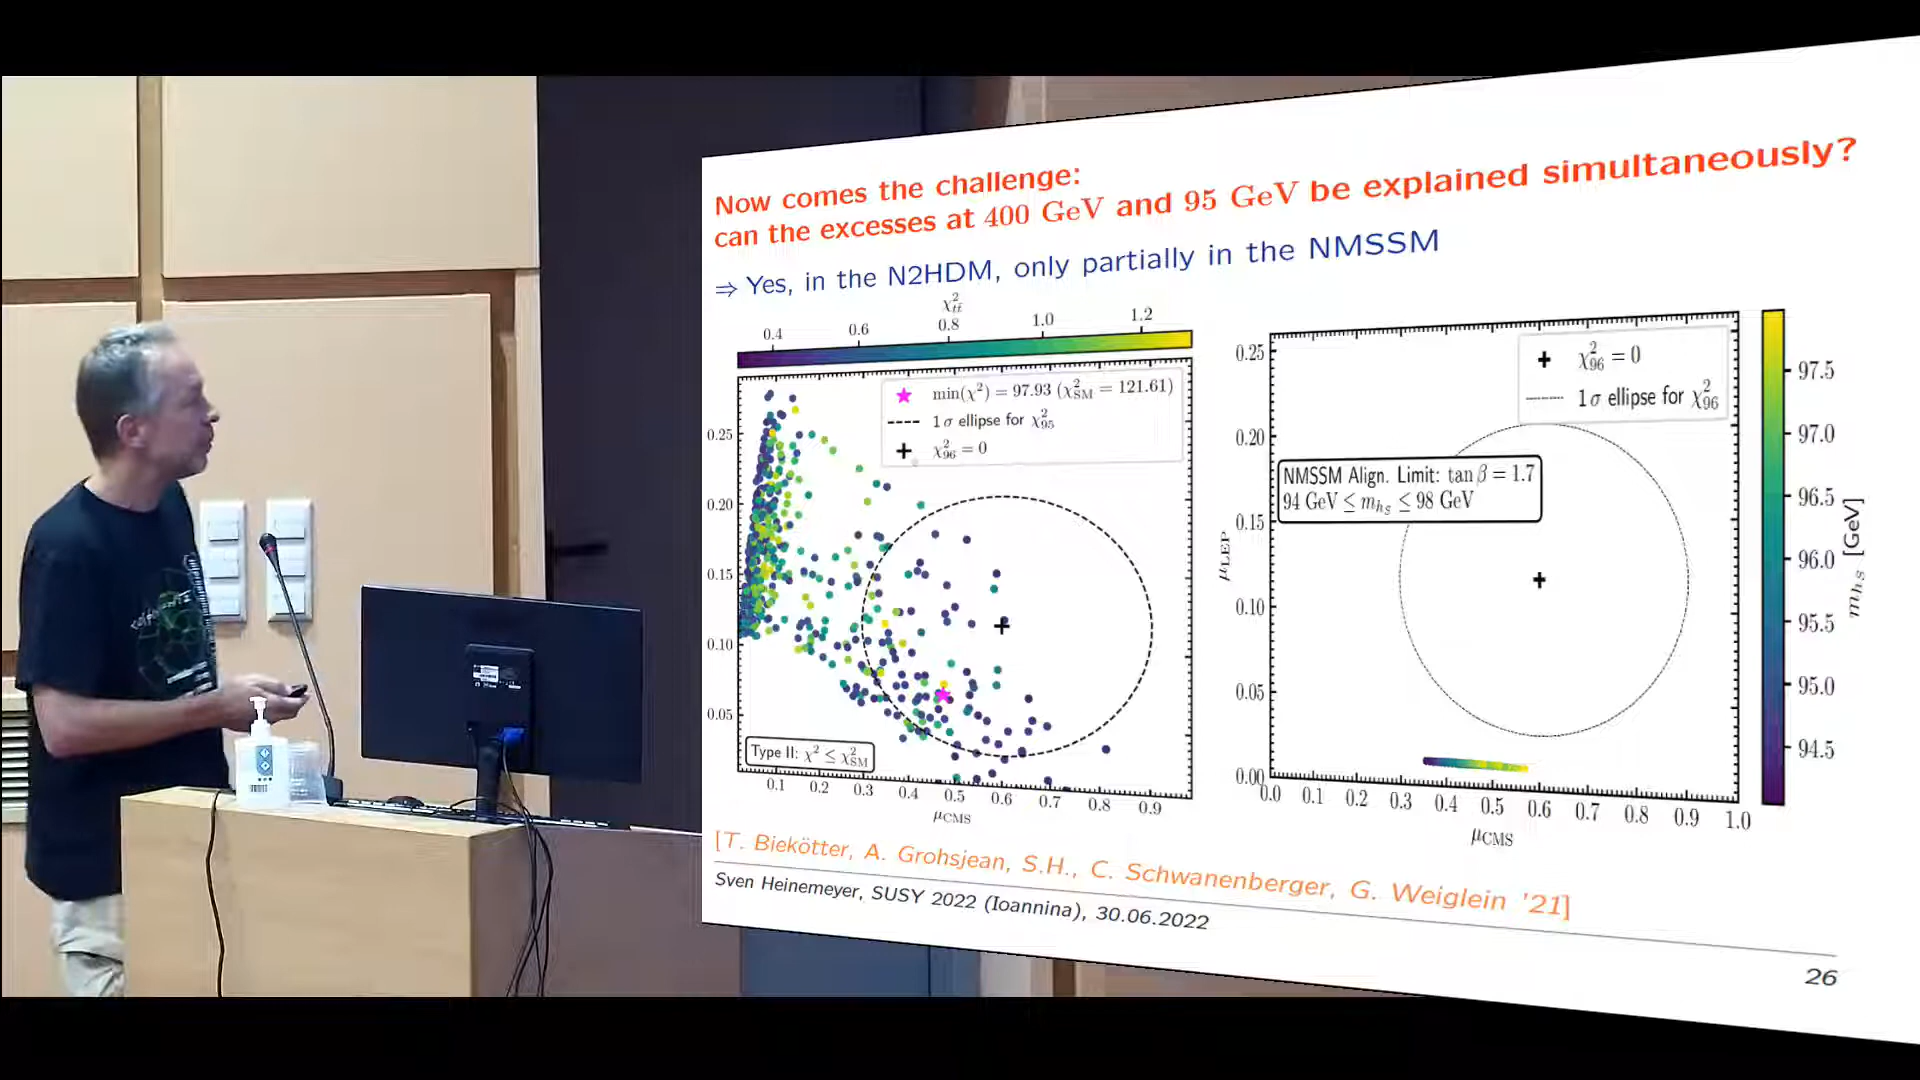 Now comes the challenge:
can the excesses at 400 GeV and 95 GeV be explained simultaneously?
⇒ Yes, in the N2HDM, only partially in the NMSSM
χ²tt̄
0.4 0.6 0.8 1.0 1.2
★ min(χ²) = 97.93 (χ²SM = 121.61)
1σ ellipse for χ²95
+ χ²96 = 0
0.25
0.20
0.15
0.10
0.05
Type II: χ² ≤ χ²SM
0.1 0.2 0.3 0.4 0.5 0.6 0.7 0.8 0.9
μCMS
+ χ²96 = 0
1σ ellipse for χ²96
NMSSM Align. Limit: tan β = 1.7
94 GeV ≤ mhS ≤ 98 GeV
μLEP
0.25
0.20
0.15
0.10
0.05
0.00
0.0 0.1 0.2 0.3 0.4 0.5 0.6 0.7 0.8 0.9 1.0
μCMS
97.5
97.0
96.5
96.0
95.5
95.0
94.5
mhS [GeV]
[T. Biekötter, A. Grohsjean, S.H., C. Schwanenberger, G. Weiglein '21]
Sven Heinemeyer, SUSY 2022 (Ioannina), 30.06.2022
26